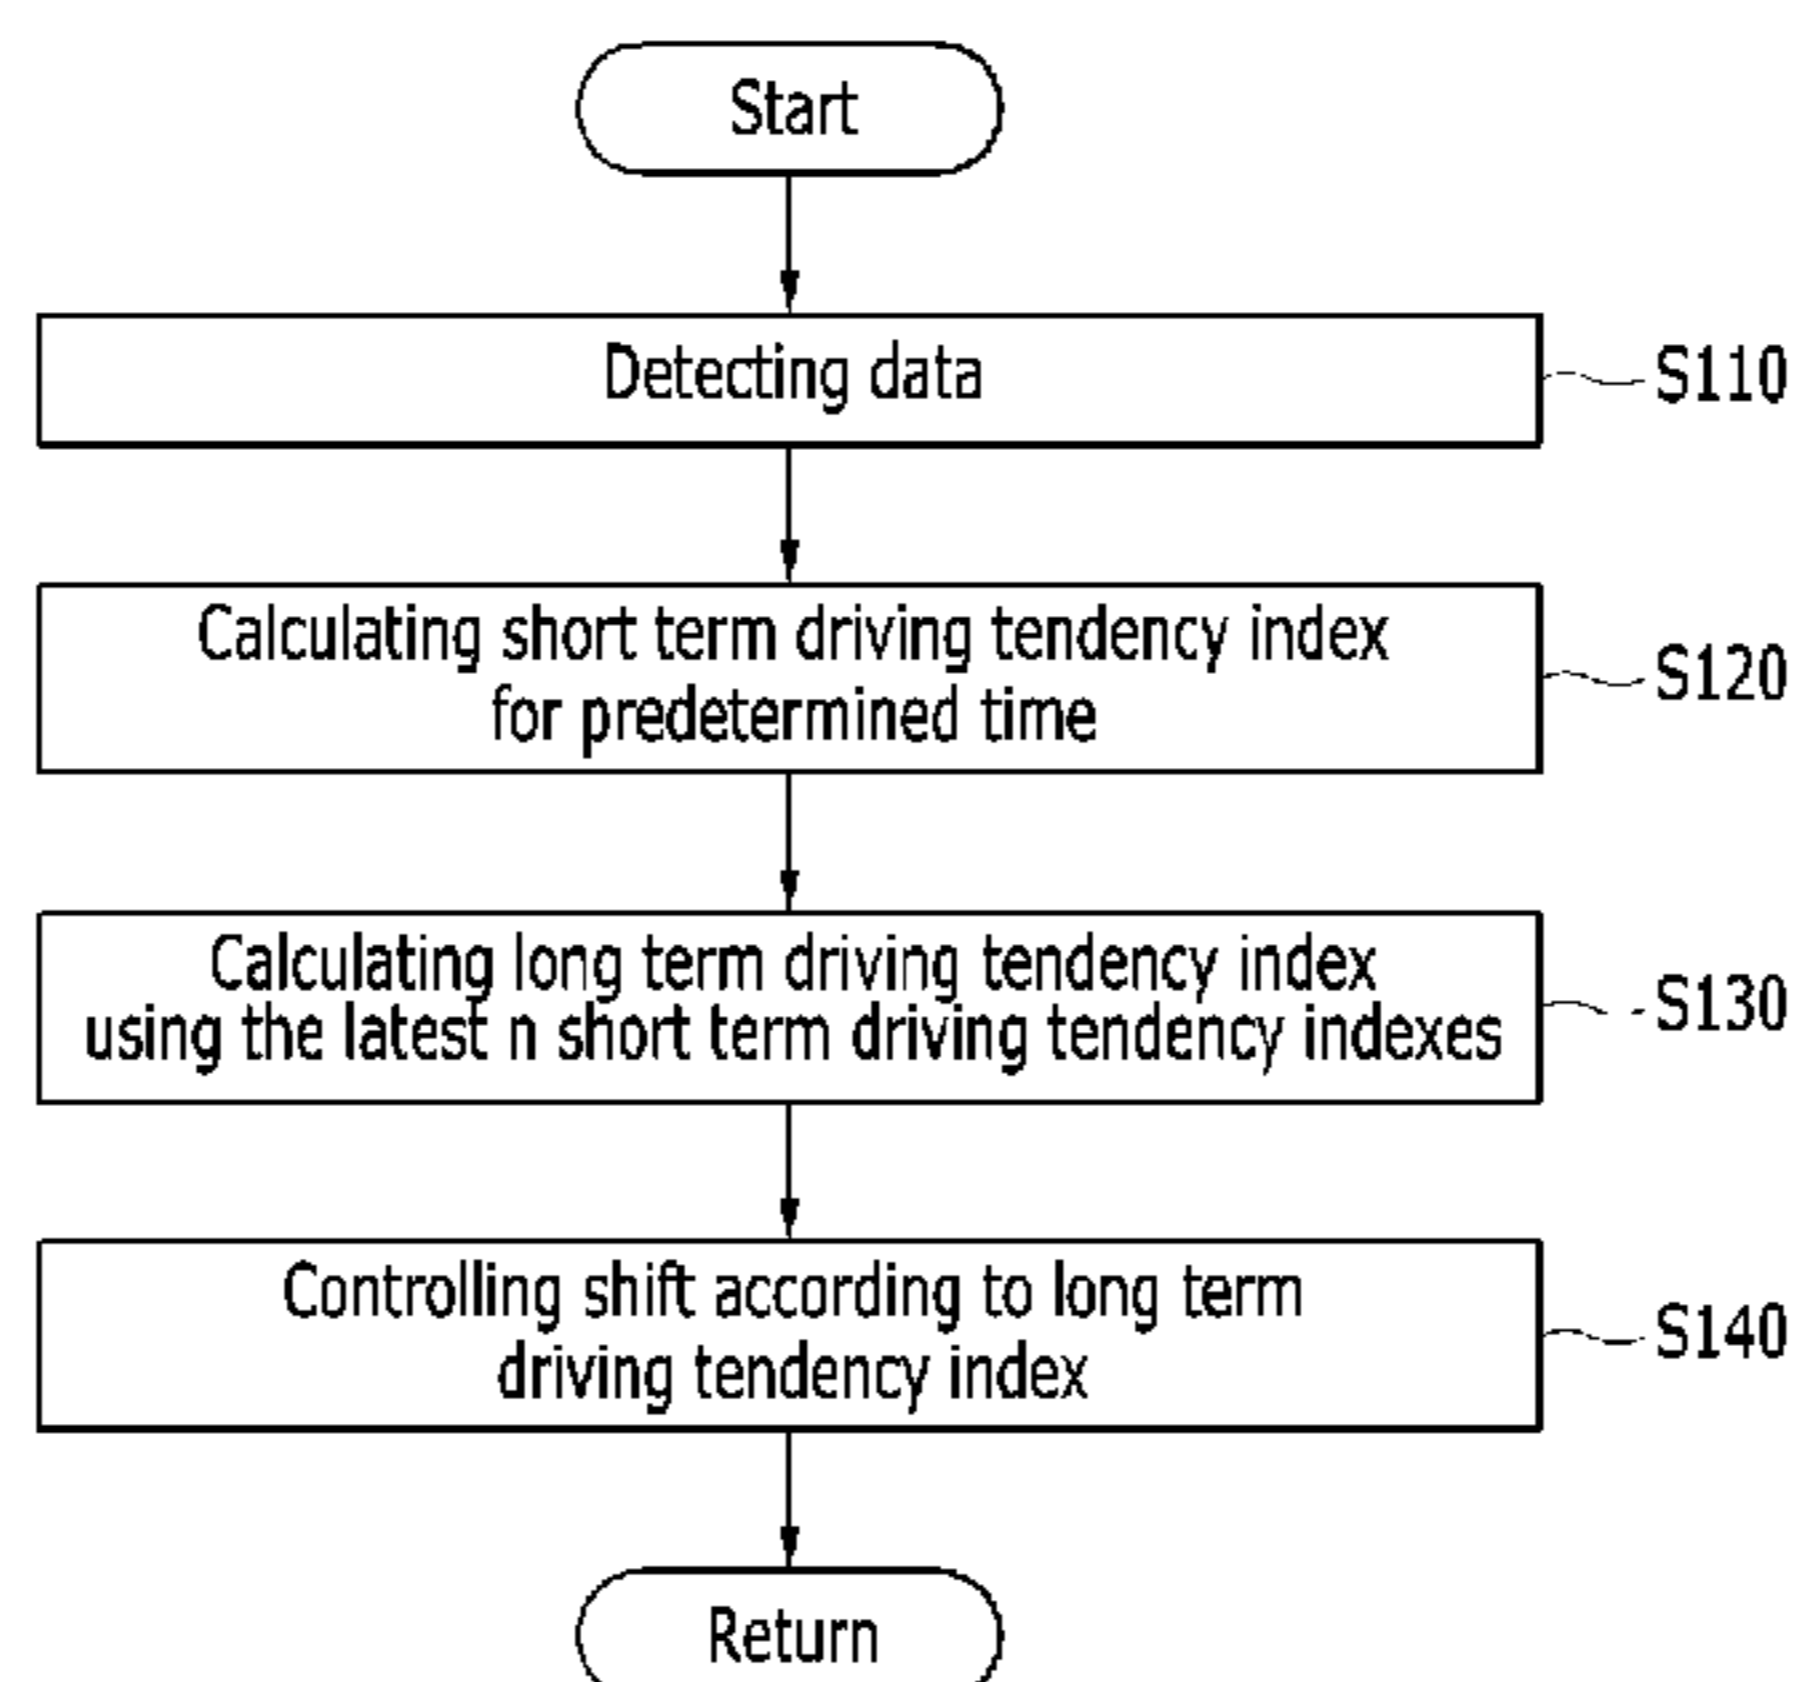 Start
Detecting data
S110
Calculating short term driving tendency index
for predetermined time
S120
Calculating long term driving tendency index
using the latest n short term driving tendency indexes
S130
Controlling shift according to long term
driving tendency index
S140
Return